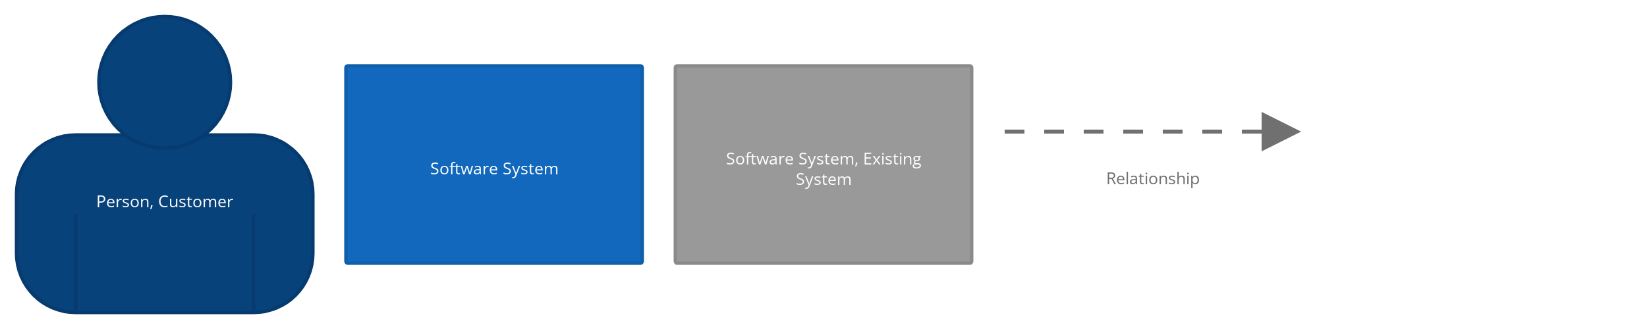 Person, Customer
Software System
Software System, Existing
System
Relationship